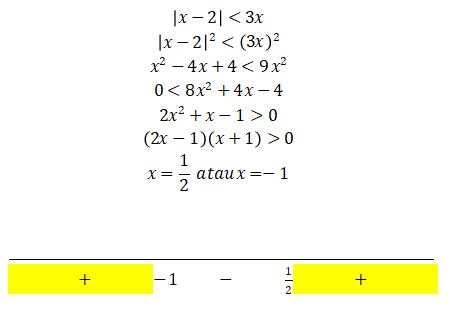 |x − 2| < 3x
|x − 2|² < (3x)²
x² − 4x + 4 < 9x²
0 < 8x² + 4x − 4
2x² + x − 1 > 0
(2x − 1)(x + 1) > 0
x = 1/2 atau x = − 1
+ −1 − 1/2 +